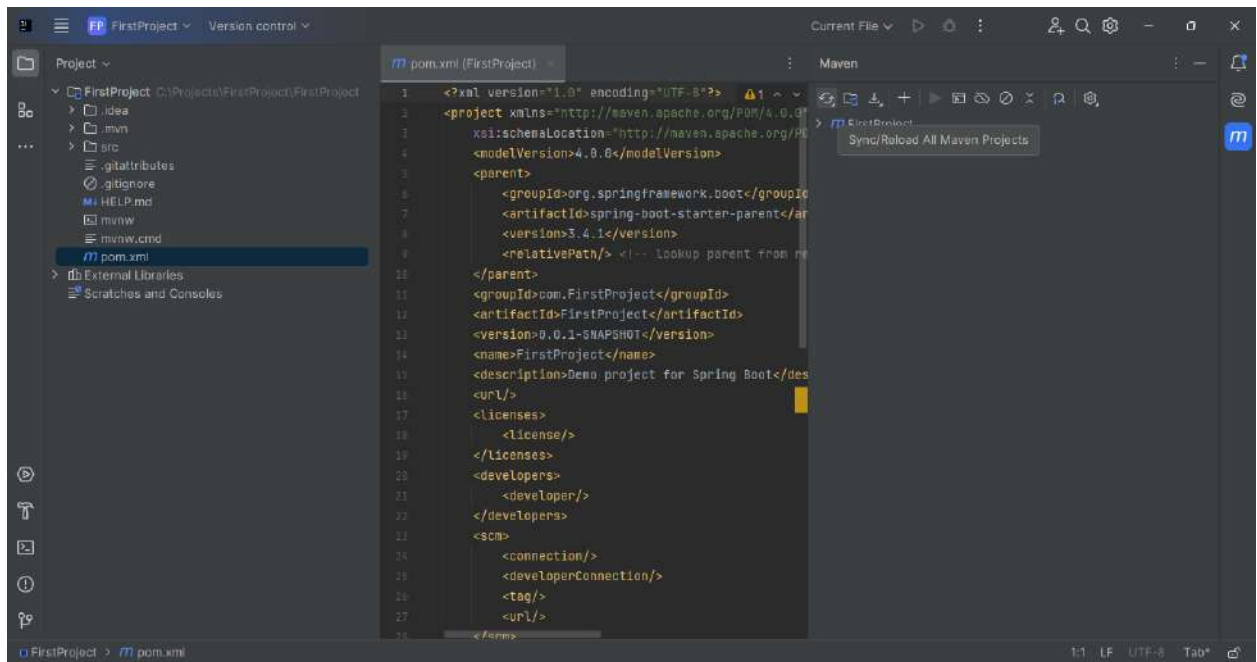 FP FirstProject Version control Current File
Project
FirstProject C:\Projects\FirstProject\FirstProject
.idea
.mvn
src
.gitattributes
.gitignore
M↓ HELP.md
mvnw
mvnw.cmd
m pom.xml
External Libraries
Scratches and Consoles
m pom.xml (FirstProject)
1 <?xml version="1.0" encoding="UTF-8"?> 1
2 <project xmlns="http://maven.apache.org/POM/4.0.0"
3 xsi:schemaLocation="http://maven.apache.org/PO
4 <modelVersion>4.0.0</modelVersion>
5 <parent>
6 <groupId>org.springframework.boot</groupId
7 <artifactId>spring-boot-starter-parent</ar
8 <version>3.4.1</version>
9 <relativePath/> <!-- lookup parent from re
10 </parent>
11 <groupId>com.FirstProject</groupId>
12 <artifactId>FirstProject</artifactId>
13 <version>0.0.1-SNAPSHOT</version>
14 <name>FirstProject</name>
15 <description>Demo project for Spring Boot</des
16 <url/>
17 <licenses>
18 <license/>
19 </licenses>
20 <developers>
21 <developer/>
22 </developers>
23 <scm>
24 <connection/>
25 <developerConnection/>
26 <tag/>
27 <url/>
28 </scm>
Maven
m FirstProject
Sync/Reload All Maven Projects
m
FirstProject > m pom.xml
1:1 LF UTF-8 Tab*